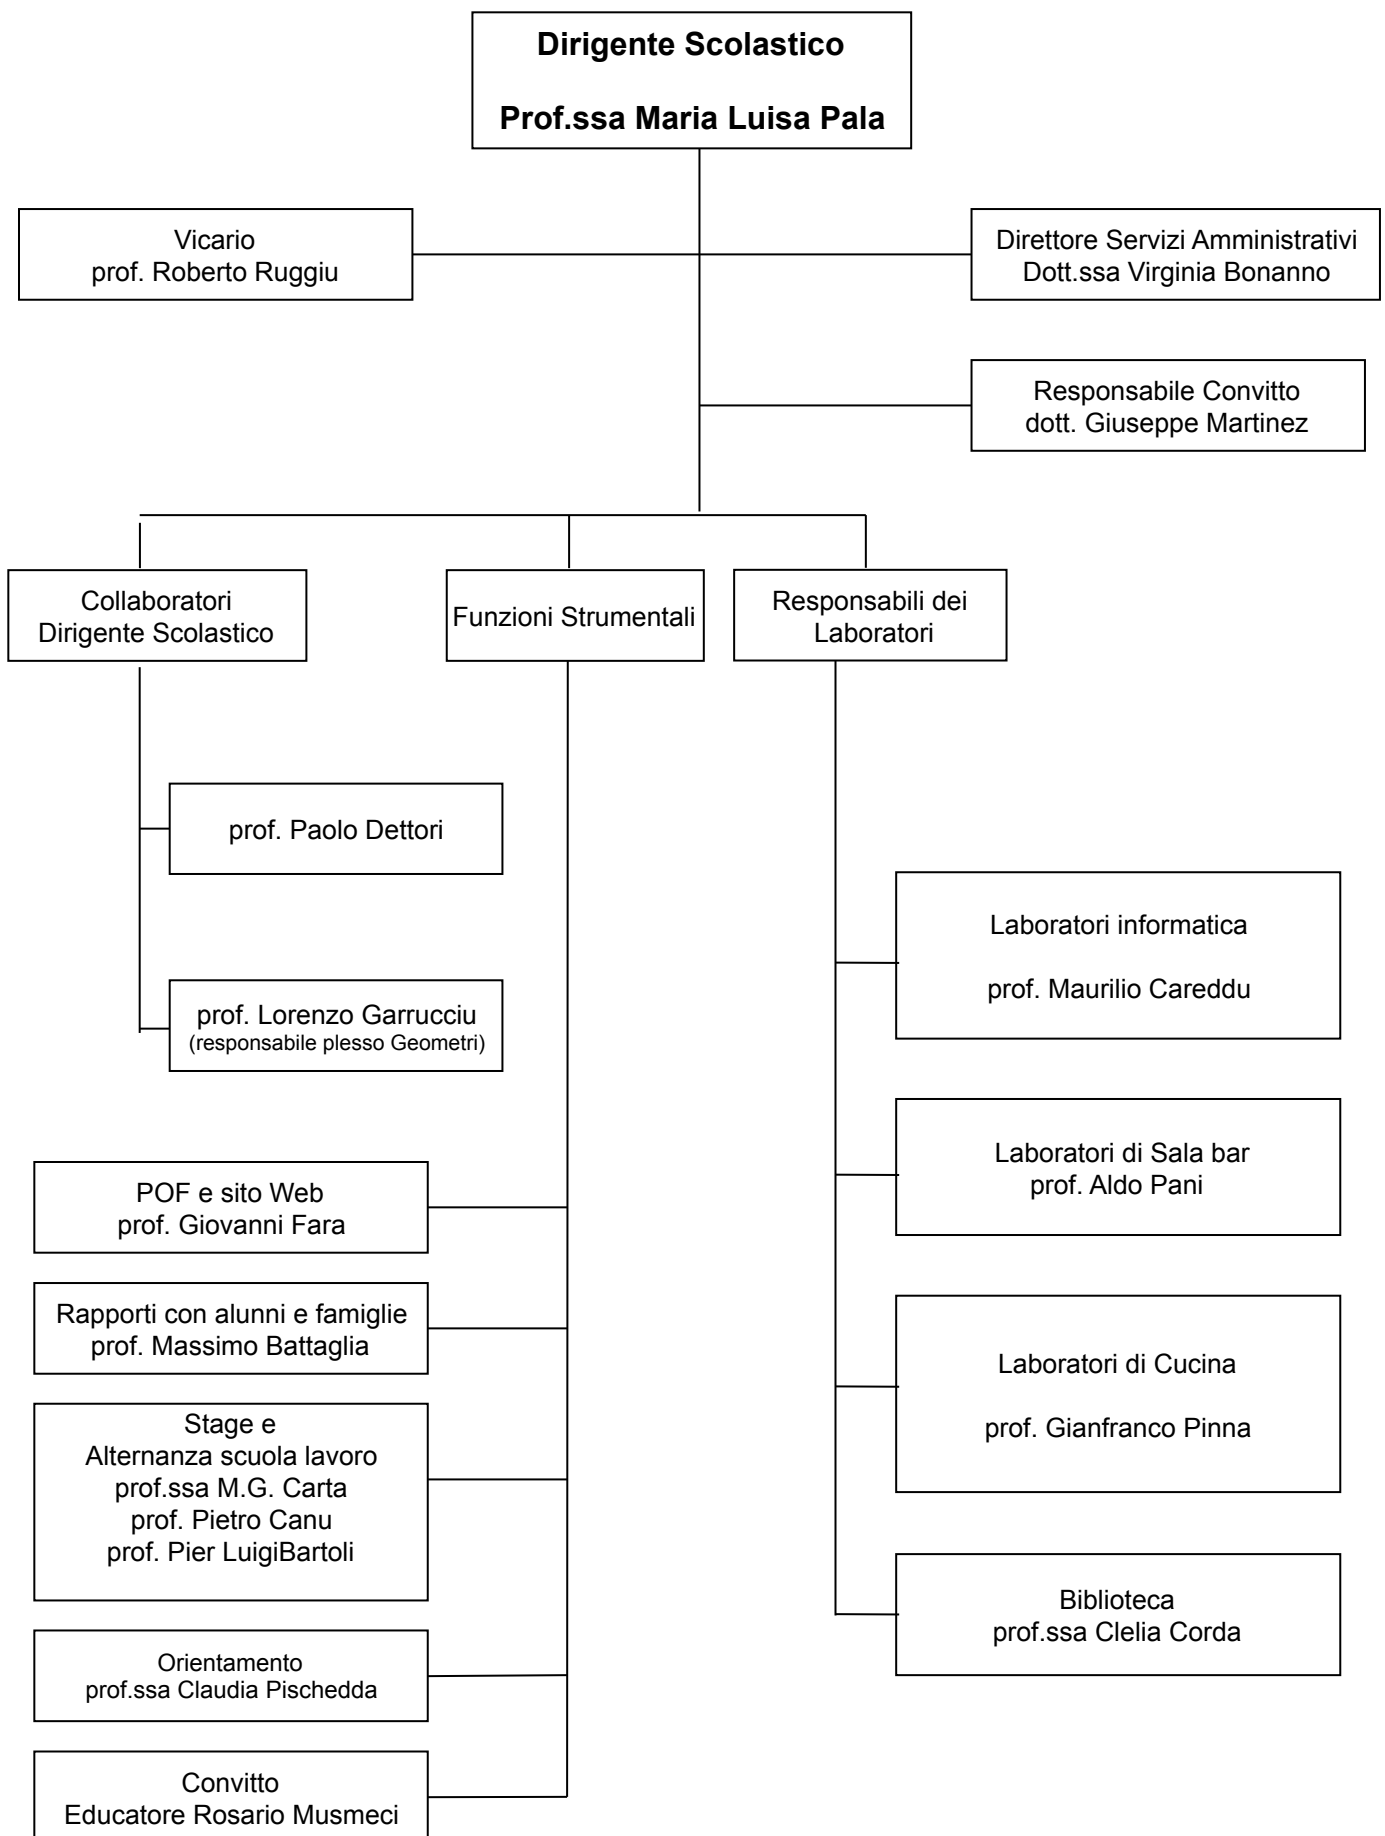 Dirigente Scolastico
Prof.ssa Maria Luisa Pala
Vicario
prof. Roberto Ruggiu
Direttore Servizi Amministrativi
Dott.ssa Virginia Bonanno
Responsabile Convitto
dott. Giuseppe Martinez
Collaboratori
Dirigente Scolastico
Funzioni Strumentali
Responsabili dei
Laboratori
prof. Paolo Dettori
prof. Lorenzo Garrucciu
(responsabile plesso Geometri)
POF e sito Web
prof. Giovanni Fara
Rapporti con alunni e famiglie
prof. Massimo Battaglia
Stage e
Alternanza scuola lavoro
prof.ssa M.G. Carta
prof. Pietro Canu
prof. Pier LuigiBartoli
Orientamento
prof.ssa Claudia Pischedda
Convitto
Educatore Rosario Musmeci
Laboratori informatica
prof. Maurilio Careddu
Laboratori di Sala bar
prof. Aldo Pani
Laboratori di Cucina
prof. Gianfranco Pinna
Biblioteca
prof.ssa Clelia Corda